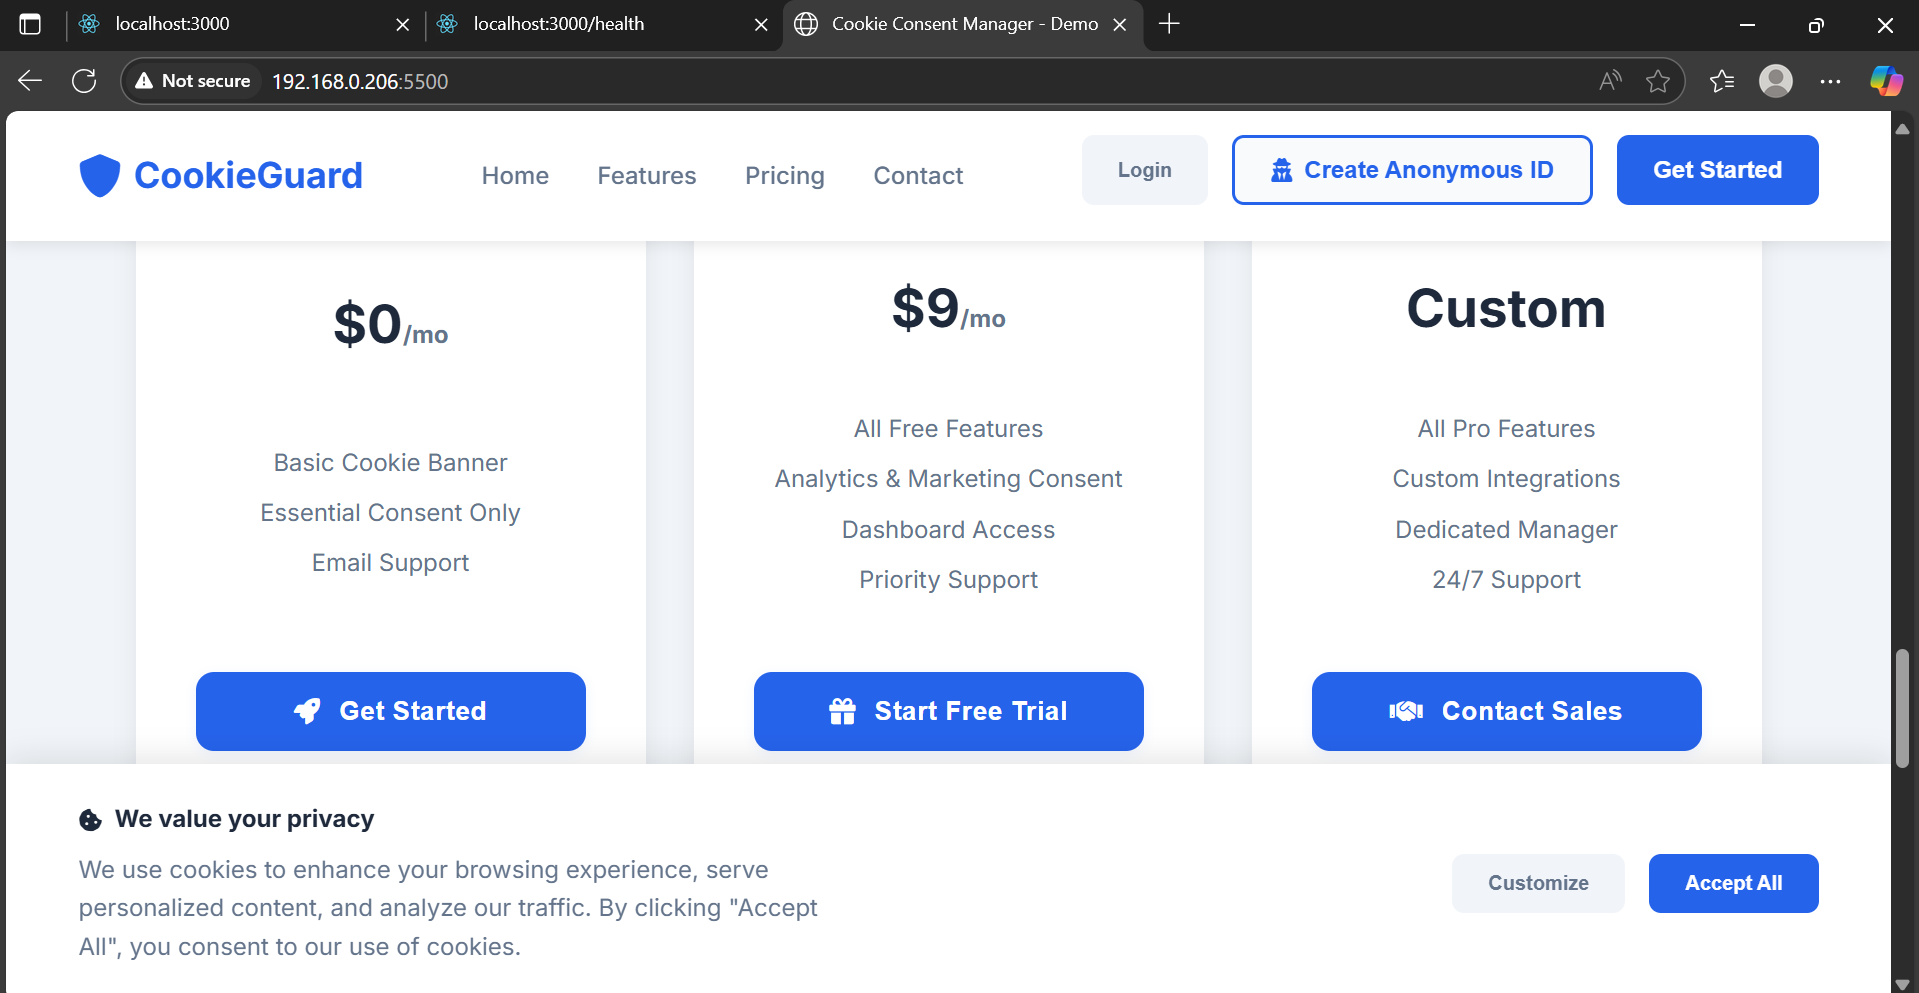 localhost:3000
localhost:3000/health
Cookie Consent Manager - Demo
Not secure
192.168.0.206:5500
CookieGuard
Home
Features
Pricing
Contact
Login
Create Anonymous ID
Get Started
$0/mo
Basic Cookie Banner
Essential Consent Only
Email Support
Get Started
$9/mo
All Free Features
Analytics & Marketing Consent
Dashboard Access
Priority Support
Start Free Trial
Custom
All Pro Features
Custom Integrations
Dedicated Manager
24/7 Support
Contact Sales
We value your privacy
We use cookies to enhance your browsing experience, serve
personalized content, and analyze our traffic. By clicking "Accept
All", you consent to our use of cookies.
Customize
Accept All